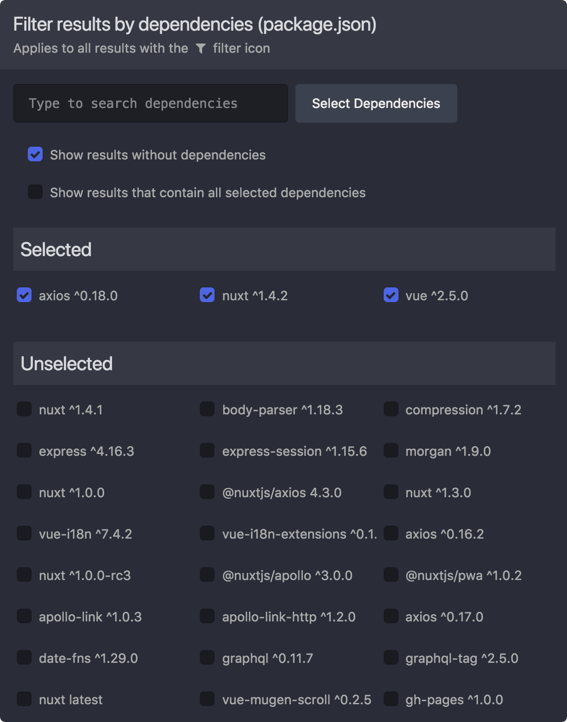 Filter results by dependencies (package.json)
Applies to all results with the filter icon
Type to search dependencies
Select Dependencies
Show results without dependencies
Show results that contain all selected dependencies
Selected
axios ^0.18.0
nuxt ^1.4.2
vue ^2.5.0
Unselected
nuxt ^1.4.1
body-parser ^1.18.3
compression ^1.7.2
express ^4.16.3
express-session ^1.15.6
morgan ^1.9.0
nuxt ^1.0.0
@nuxtjs/axios 4.3.0
nuxt ^1.3.0
vue-i18n ^7.4.2
vue-i18n-extensions ^0.1.
axios ^0.16.2
nuxt ^1.0.0-rc3
@nuxtjs/apollo ^3.0.0
@nuxtjs/pwa ^1.0.2
apollo-link ^1.0.3
apollo-link-http ^1.2.0
axios ^0.17.0
date-fns ^1.29.0
graphql ^0.11.7
graphql-tag ^2.5.0
nuxt latest
vue-mugen-scroll ^0.2.5
gh-pages ^1.0.0